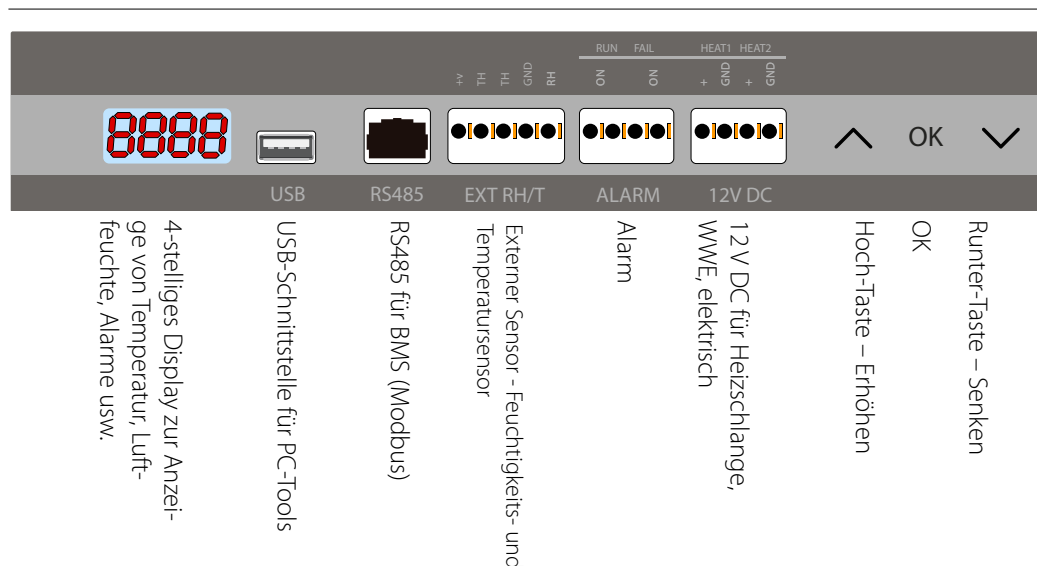 RUN FAIL
HEAT1 HEAT2
TH TH GND RH
NO NO
+ GND + GND
8888
OK
USB
RS485
EXT RH/T
ALARM
12V DC
4-stelliges Display zur Anzei-
ge von Temperatur, Luft-
feuchte, Alarme usw.
USB-Schnittstelle für PC-Tools
RS485 für BMS (Modbus)
Externer Sensor - Feuchtigkeits- und
Temperatursensor
Alarm
12 V DC für Heizschlange,
WWE, elektrisch
Hoch-Taste – Erhöhen
OK
Runter-Taste – Senken